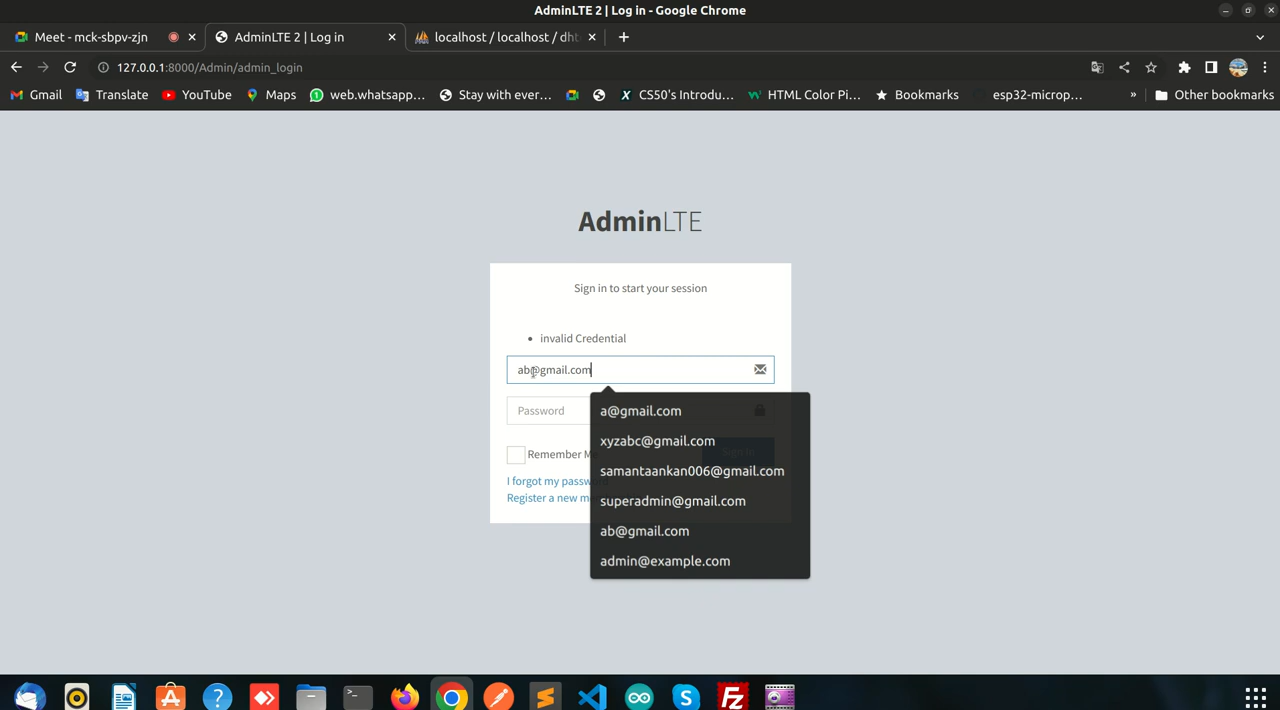 AdminLTE 2 | Log in - Google Chrome
Meet - mck-sbpv-zjn
AdminLTE 2 | Log in
localhost / localhost / dh
127.0.0.1:8000/Admin/admin_login
Gmail
Translate
YouTube
Maps
web.whatsapp...
Stay with ever...
CS50's Introdu...
HTML Color Pi...
Bookmarks
esp32-microp...
»
Other bookmarks
AdminLTE
Sign in to start your session
• invalid Credential
ab@gmail.com
Password
a@gmail.com
xyzabc@gmail.com
Remember M
Sign In
samantaankan006@gmail.com
I forgot my passw
Register a new m
superadmin@gmail.com
ab@gmail.com
admin@example.com